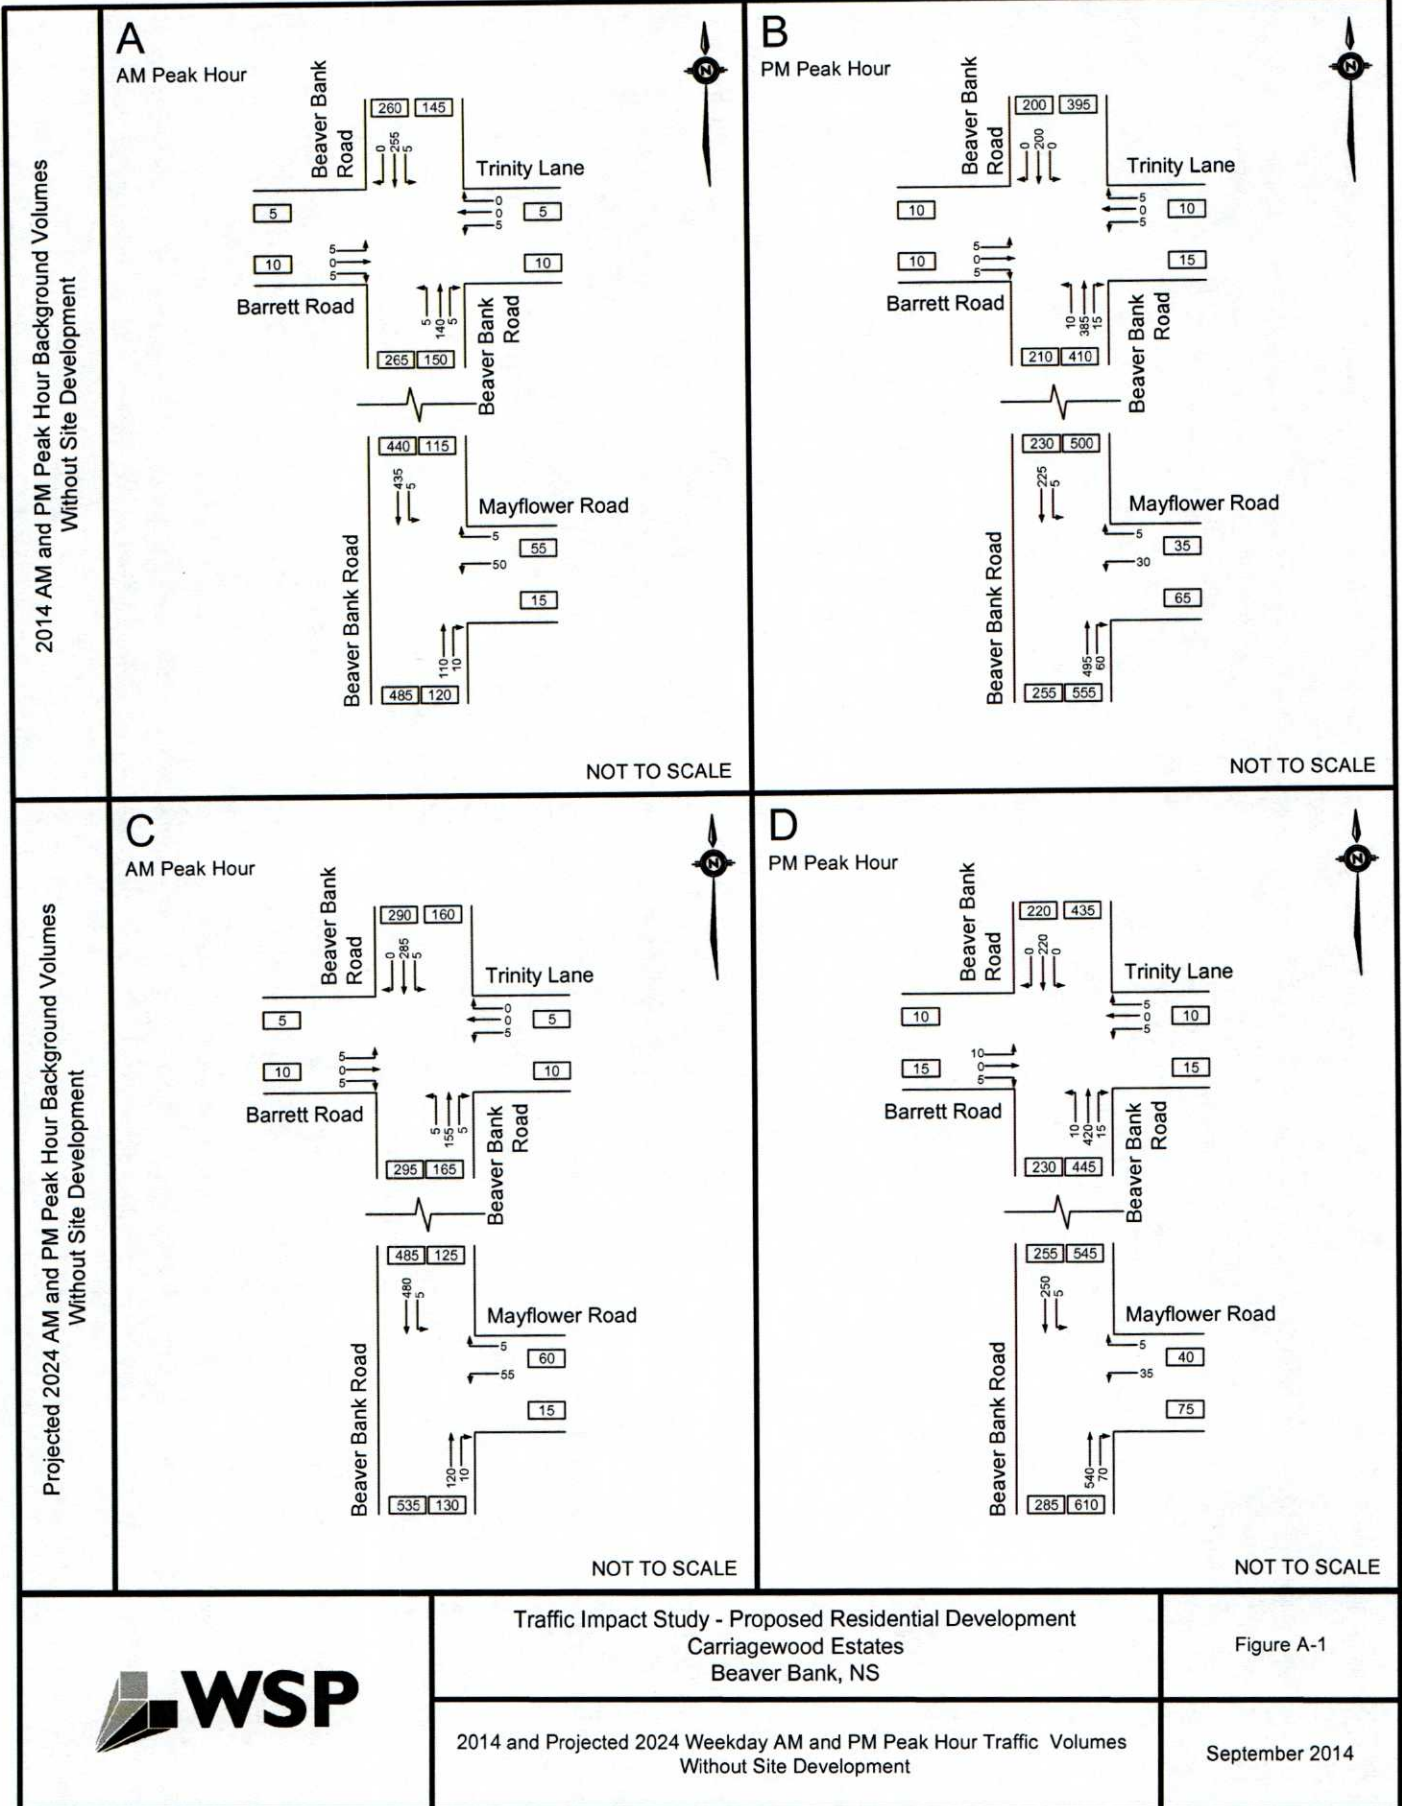 2014 AM and PM Peak Hour Background Volumes
Without Site Development
A
AM Peak Hour
N
Beaver Bank
Road
260 145
0 255 5
Trinity Lane
5
0
0
5
5
10
5
0
5
10
Barrett Road
5 140 5
Beaver Bank
Road
265 150
440 115
435 5
Mayflower Road
5
55
50
15
Beaver Bank Road
110 10
485 120
NOT TO SCALE
B
PM Peak Hour
N
Beaver Bank
Road
200 395
0 200 0
Trinity Lane
10
5
0
5
10
10
5
0
5
15
Barrett Road
10 385 15
Beaver Bank
Road
210 410
230 500
225 5
Mayflower Road
5
35
30
65
Beaver Bank Road
495 60
255 555
NOT TO SCALE
Projected 2024 AM and PM Peak Hour Background Volumes
Without Site Development
C
AM Peak Hour
N
Beaver Bank
Road
290 160
0 285 5
Trinity Lane
5
0
0
5
5
10
5
0
5
10
Barrett Road
5 155 5
Beaver Bank
Road
295 165
485 125
480 5
Mayflower Road
5
60
55
15
Beaver Bank Road
120 10
535 130
NOT TO SCALE
D
PM Peak Hour
N
Beaver Bank
Road
220 435
0 220 0
Trinity Lane
10
5
0
5
10
15
10
0
5
15
Barrett Road
10 420 15
Beaver Bank
Road
230 445
255 545
250 5
Mayflower Road
5
40
35
75
Beaver Bank Road
540 70
285 610
NOT TO SCALE
WSP
Traffic Impact Study - Proposed Residential Development
Carriagewood Estates
Beaver Bank, NS
Figure A-1
2014 and Projected 2024 Weekday AM and PM Peak Hour Traffic Volumes
Without Site Development
September 2014